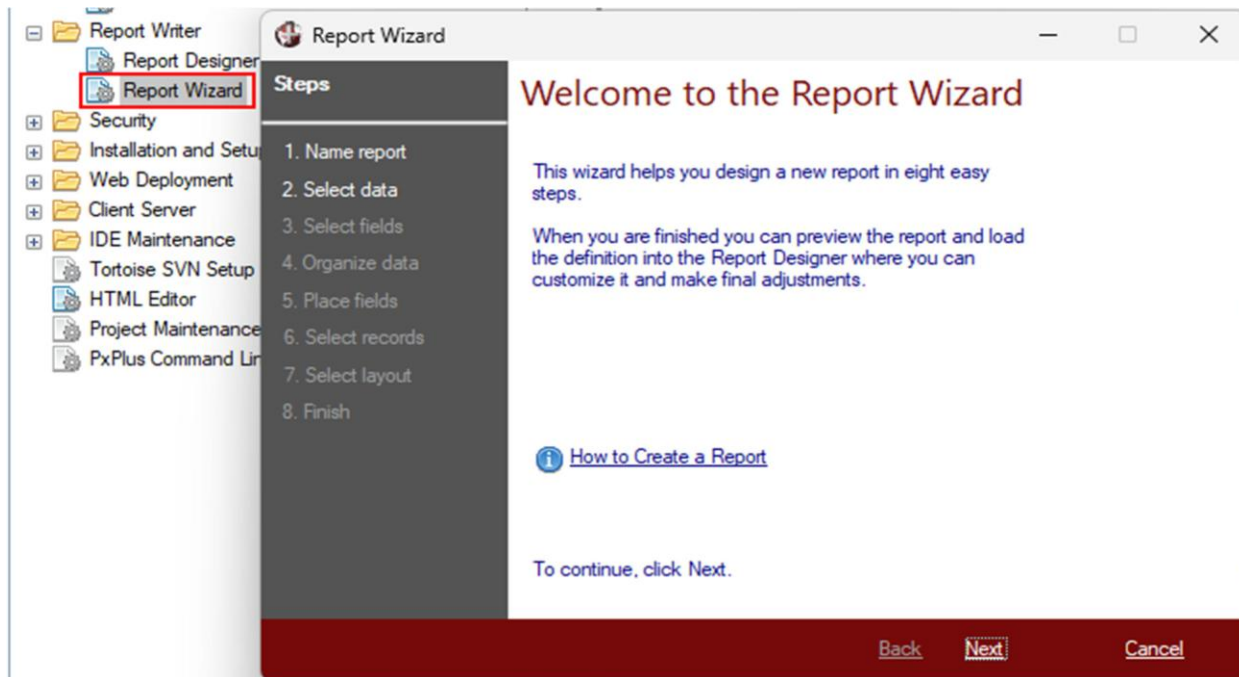 Report Writer
Report Designer
Report Wizard
Security
Installation and Setu
Web Deployment
Client Server
IDE Maintenance
Tortoise SVN Setup
HTML Editor
Project Maintenance
PxPlus Command Lin
Report Wizard
Steps
1. Name report
2. Select data
3. Select fields
4. Organize data
5. Place fields
6. Select records
7. Select layout
8. Finish
Welcome to the Report Wizard
This wizard helps you design a new report in eight easy
steps.
When you are finished you can preview the report and load
the definition into the Report Designer where you can
customize it and make final adjustments.
How to Create a Report
To continue, click Next.
Back
Next
Cancel